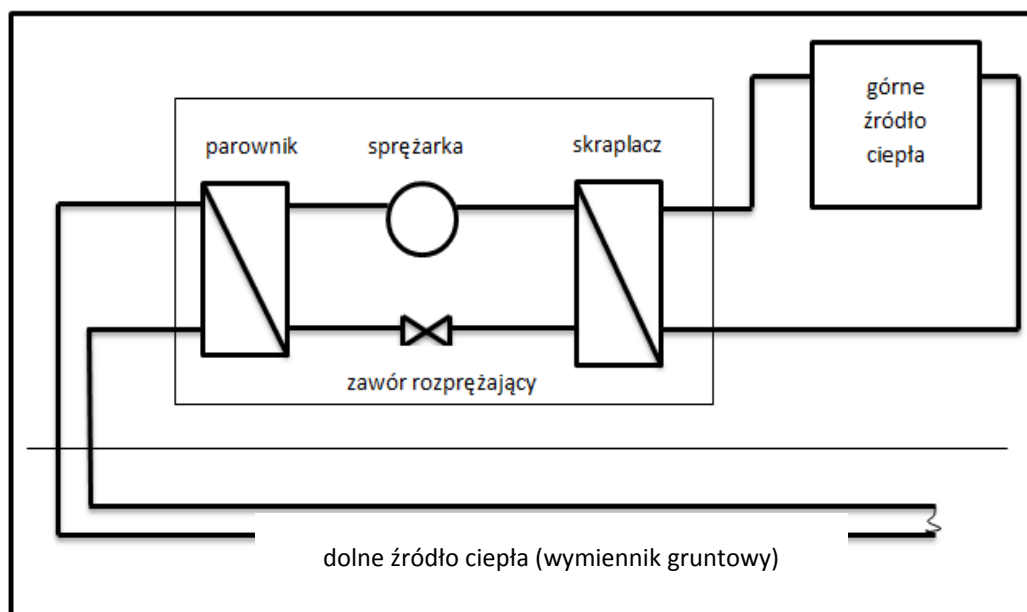 górne
źródło
ciepła
parownik
sprężarka
skraplacz
zawór rozprężający
dolne źródło ciepła (wymiennik gruntowy)